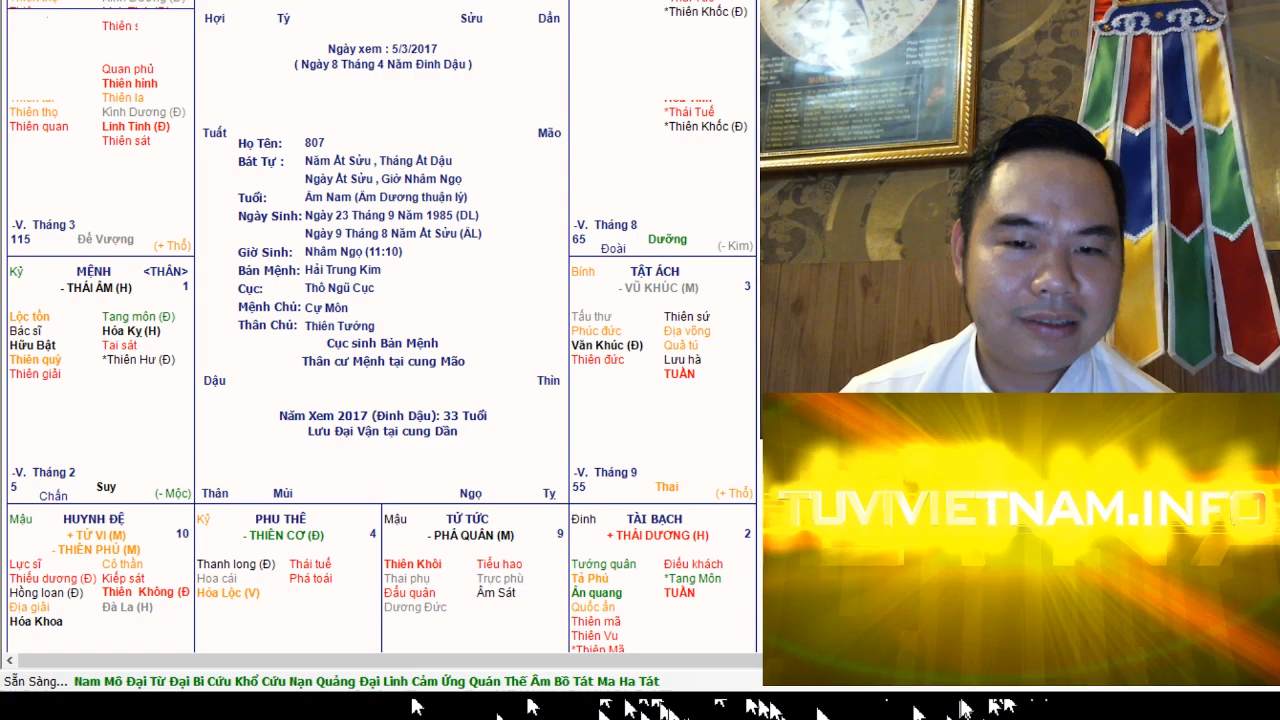 Hợi Tý Sửu Dần
*Thiên Khốc (Đ)
Ngày xem : 5/3/2017
( Ngày 8 Tháng 4 Năm Đinh Dậu )
Quan phủ
Thiên hình
Thiên la
Thiên thọ Kình Dương (Đ)
Thiên quan Linh Tinh (Đ)
Thiên sát
*Thái Tuế
*Thiên Khốc (Đ)
Tuất Mão
Họ Tên: 807
Bát Tự : Năm Ất Sửu , Tháng Ất Dậu
Ngày Ất Sửu , Giờ Nhâm Ngọ
Tuổi: Âm Nam (Âm Dương thuận lý)
Ngày Sinh: Ngày 23 Tháng 9 Năm 1985 (DL)
Ngày 9 Tháng 8 Năm Ất Sửu (ÂL)
Giờ Sinh: Nhâm Ngọ (11:10)
Bản Mệnh: Hải Trung Kim
Cục: Thổ Ngũ Cục
Mệnh Chủ: Cự Môn
Thân Chủ: Thiên Tướng
Cục sinh Bản Mệnh
Thân cư Mệnh tại cung Mão
Dậu Thìn
Năm Xem 2017 (Đinh Dậu): 33 Tuổi
Lưu Đại Vận tại cung Dần
Thân Mùi Ngọ Tỵ
-V. Tháng 3
115 Đế Vượng (+ Thổ)
-V. Tháng 8
65 Đoài Dưỡng (- Kim)
Kỷ MỆNH <THÂN>
- THÁI ÂM (H) 1
Lộc tồn Tang môn (Đ)
Bác sĩ Hóa Kỵ (H)
Hữu Bật Tai sát
Thiên quý *Thiên Hư (Đ)
Thiên giải
-V. Tháng 2
5 Chấn Suy (- Mộc)
Bính TẬT ÁCH
- VŨ KHÚC (M) 3
Tấu thư Thiên sứ
Phúc đức Địa võng
Văn Khúc (Đ) Quả tú
Thiên đức Lưu hà
TUẦN
-V. Tháng 9
55 Thai (+ Thổ)
Mậu HUYNH ĐỆ
+ TỬ VI (M) 10
- THIÊN PHỦ (M)
Lực sĩ Cô thần
Thiếu dương (Đ) Kiếp sát
Hồng loan (Đ) Thiên Không (Đ
Địa giải Đà La (H)
Hóa Khoa
Kỷ PHU THÊ
- THIÊN CƠ (Đ) 4
Thanh long (Đ) Thái tuế
Hoa cái Phá toái
Hóa Lộc (V)
Mậu TỬ TỨC
- PHÁ QUÂN (M) 9
Thiên Khôi Tiểu hao
Thai phụ Trực phù
Đẩu quân Âm Sát
Dương Đức
Đinh TÀI BẠCH
+ THÁI DƯƠNG (H) 2
Tướng quân Điếu khách
Tả Phù *Tang Môn
Ân quang TUẦN
Quốc ấn
Thiên mã
Thiên Vu
*Thiên Mã
TUVIVIETNAM.INFO
Sẵn Sàng... Nam Mô Đại Từ Đại Bi Cứu Khổ Cứu Nạn Quảng Đại Linh Cảm Ứng Quán Thế Âm Bồ Tát Ma Ha Tát